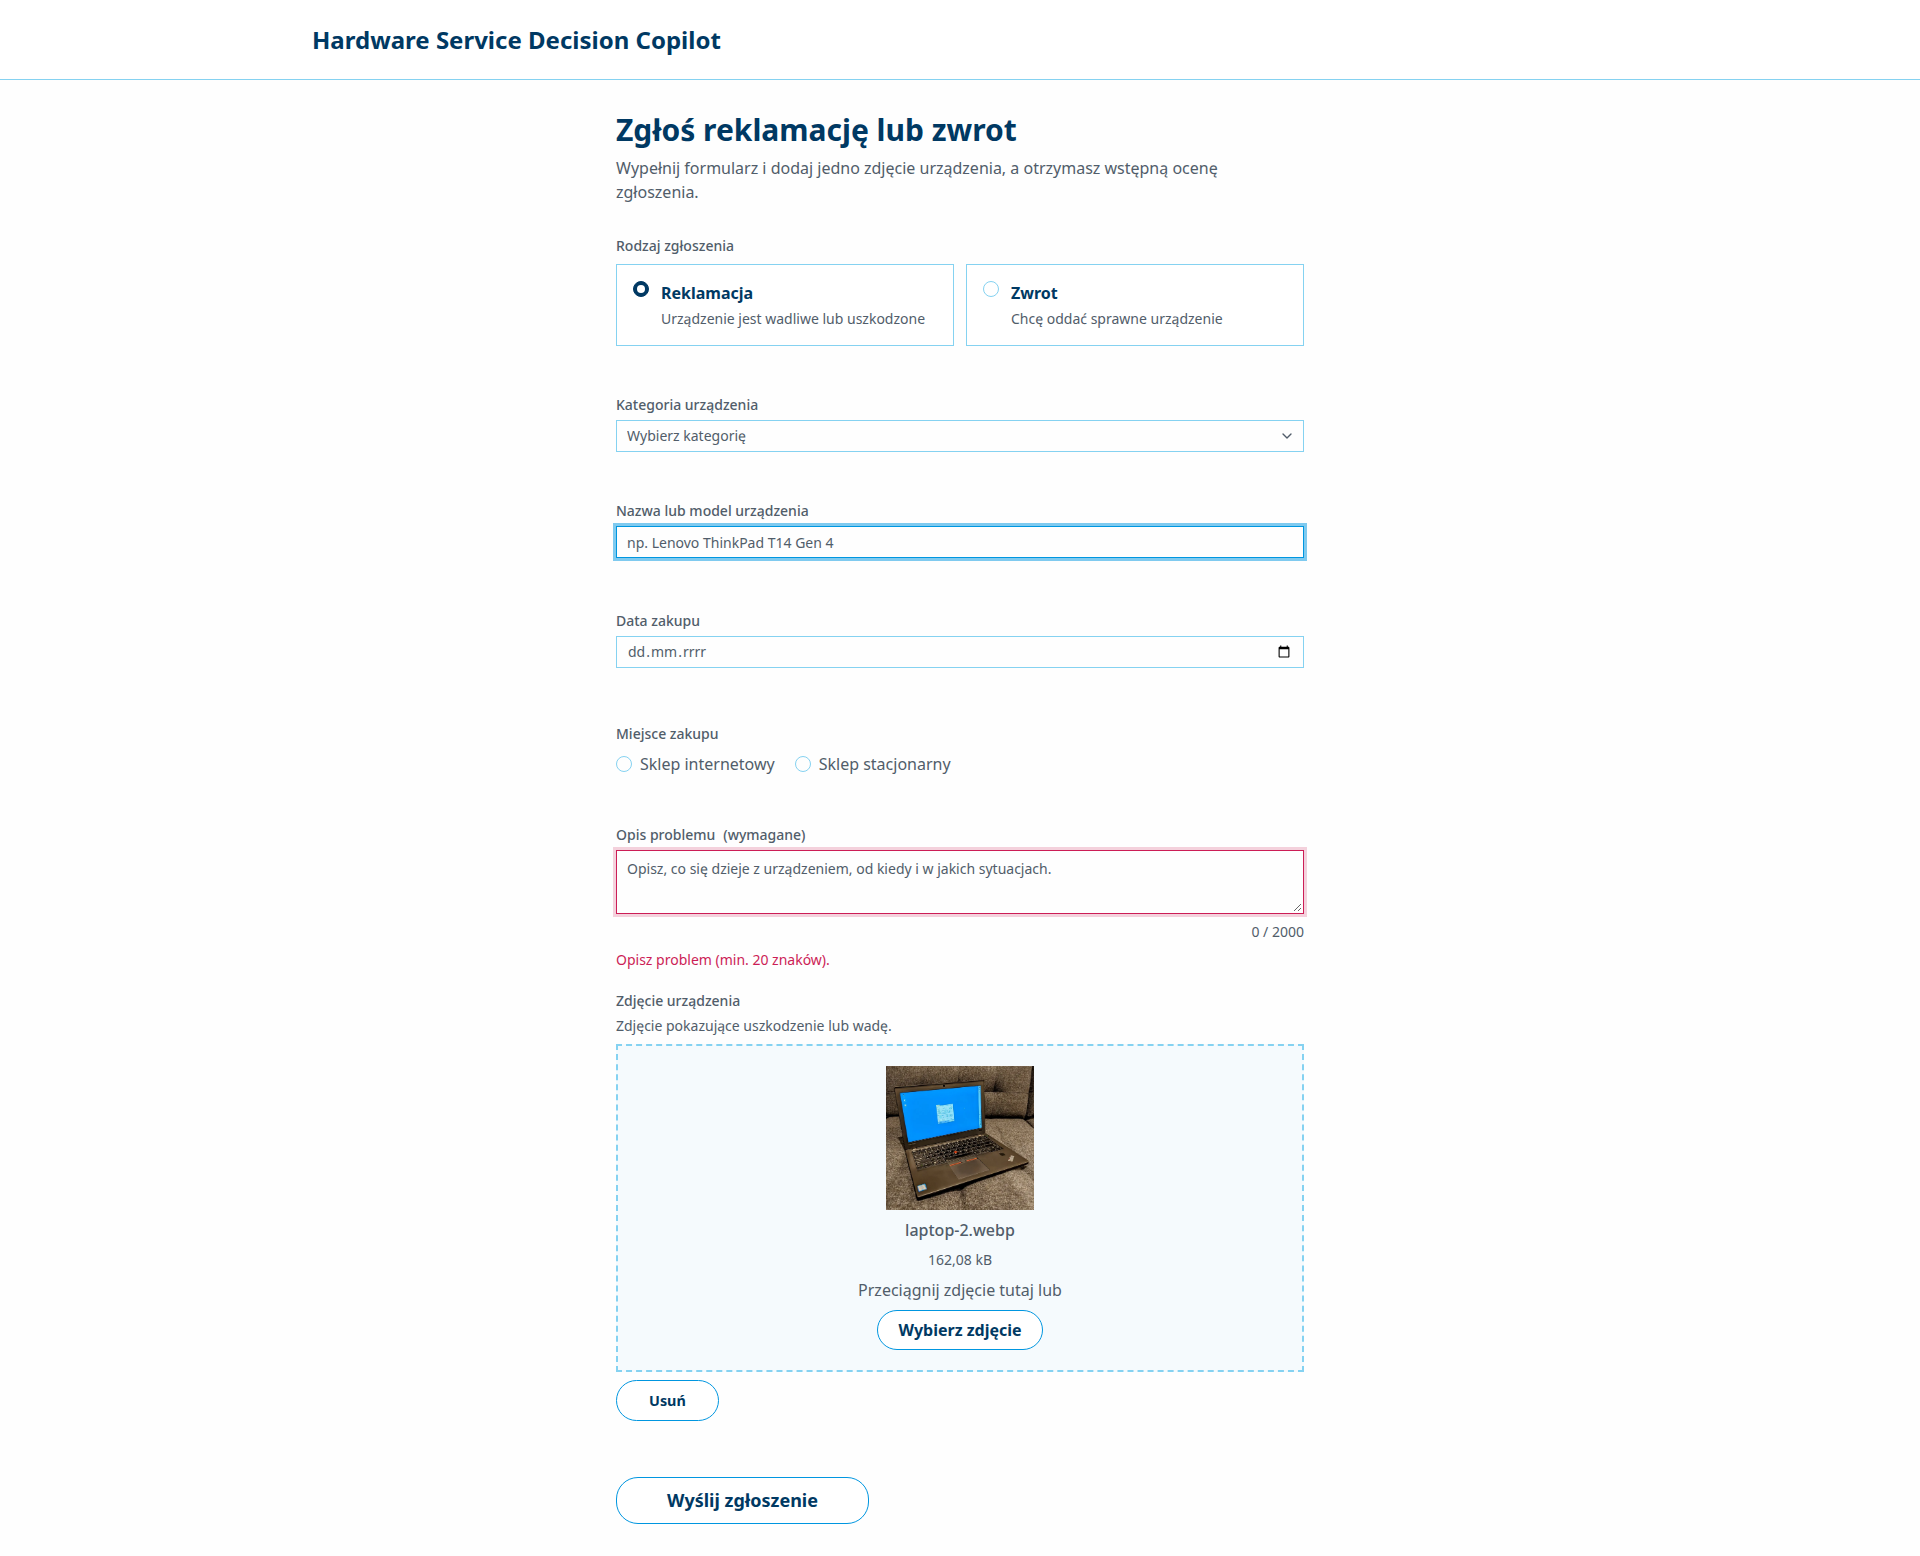 Hardware Service Decision Copilot
Zgłoś reklamację lub zwrot
Wypełnij formularz i dodaj jedno zdjęcie urządzenia, a otrzymasz wstępną ocenę
zgłoszenia.
Rodzaj zgłoszenia
Reklamacja
Urządzenie jest wadliwe lub uszkodzone
Zwrot
Chcę oddać sprawne urządzenie
Kategoria urządzenia
Wybierz kategorię
Nazwa lub model urządzenia
np. Lenovo ThinkPad T14 Gen 4
Data zakupu
dd.mm.rrrr
Miejsce zakupu
Sklep internetowy
Sklep stacjonarny
Opis problemu (wymagane)
Opisz, co się dzieje z urządzeniem, od kiedy i w jakich sytuacjach.
0 / 2000
Opisz problem (min. 20 znaków).
Zdjęcie urządzenia
Zdjęcie pokazujące uszkodzenie lub wadę.
laptop-2.webp
162,08 kB
Przeciągnij zdjęcie tutaj lub
Wybierz zdjęcie
Usuń
Wyślij zgłoszenie